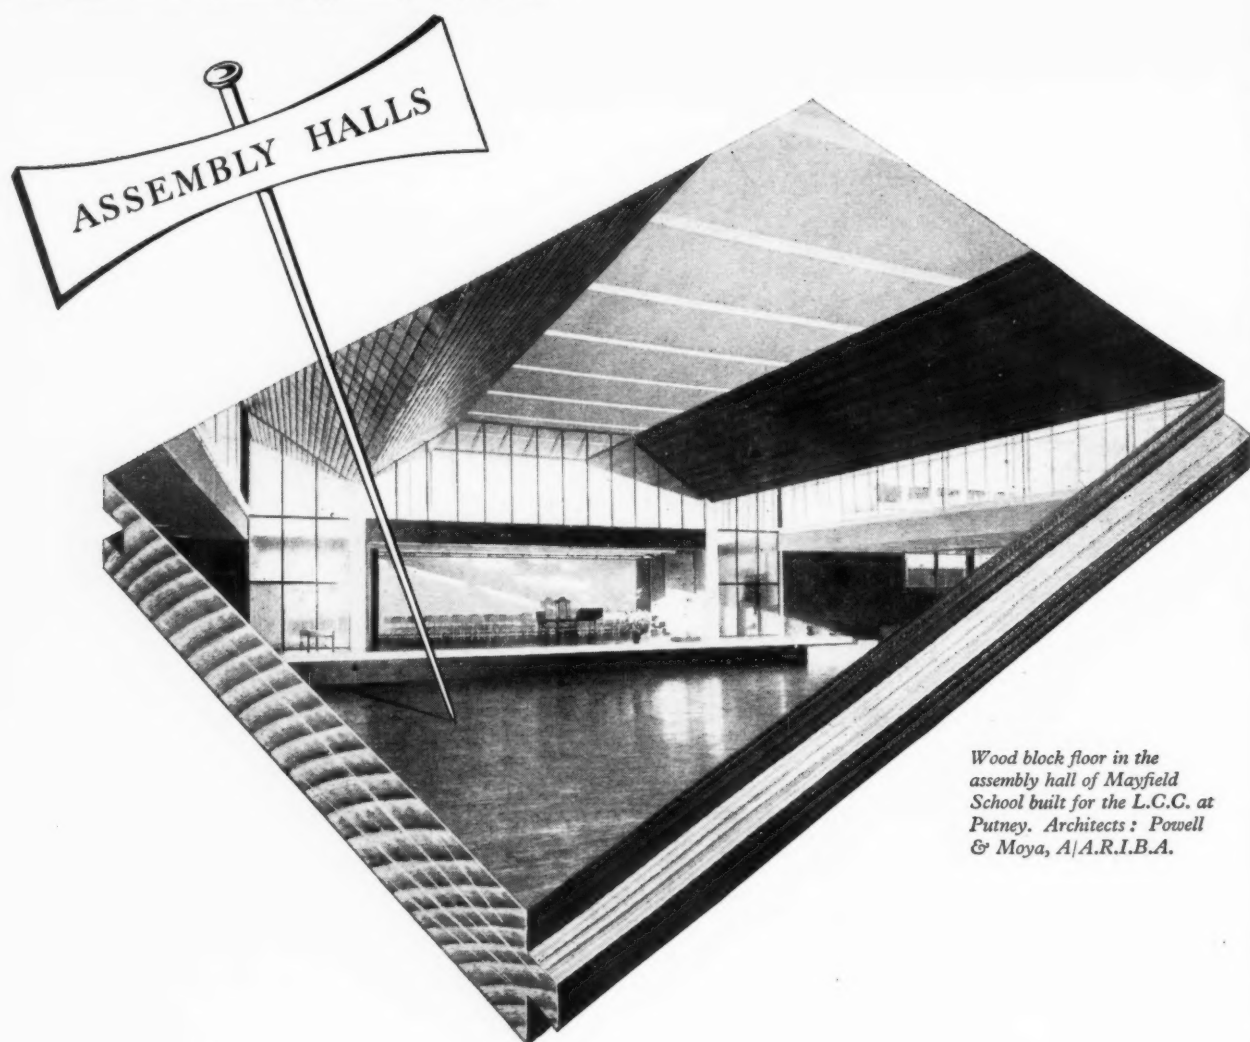 ASSEMBLY HALLS
Wood block floor in the
assembly hall of Mayfield
School built for the L.C.C. at
Putney. Architects: Powell
& Moya, A/A.R.I.B.A.